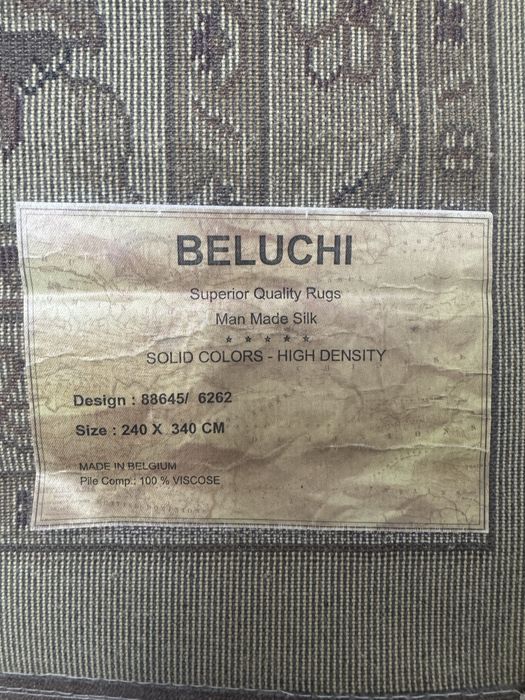 BELUCHI
Superior Quality Rugs
Man Made Silk
★ ★ ★ ★ ★
SOLID COLORS - HIGH DENSITY
Design : 88645/ 6262
Size : 240 X 340 CM
MADE IN BELGIUM
Pile Comp.: 100 % VISCOSE